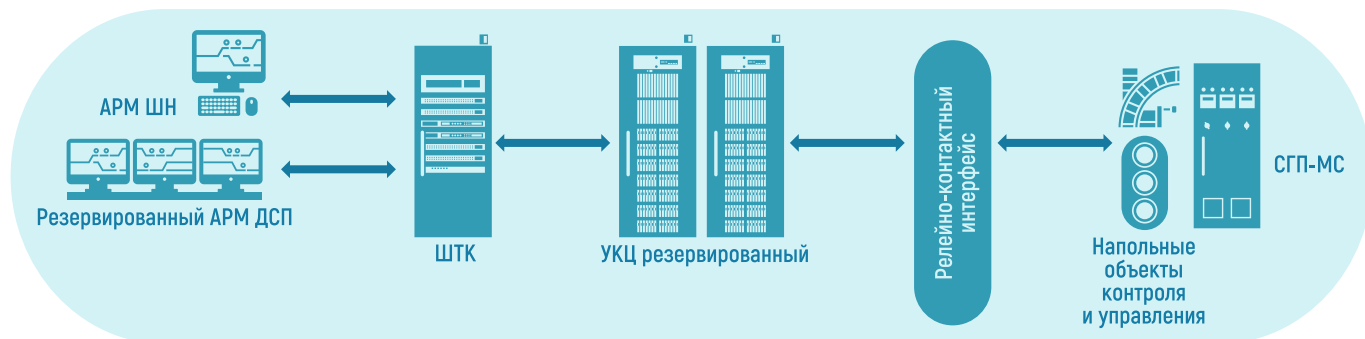 АРМ ШН
Резервированный АРМ ДСП
ШТК
УКЦ резервированный
Релейно-контактный
интерфейс
СГП-МС
Напольные
объекты
контроля
и управления